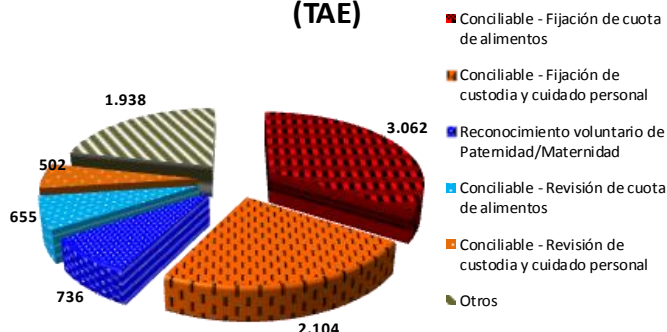 (TAE)
Conciliable - Fijación de cuota
de alimentos
Conciliable - Fijación de
custodia y cuidado personal
Reconocimiento voluntario de
Paternidad/Maternidad
Conciliable - Revisión de cuota
de alimentos
Conciliable - Revisión de
custodia y cuidado personal
Otros
1.938
3.062
502
655
736
2.104